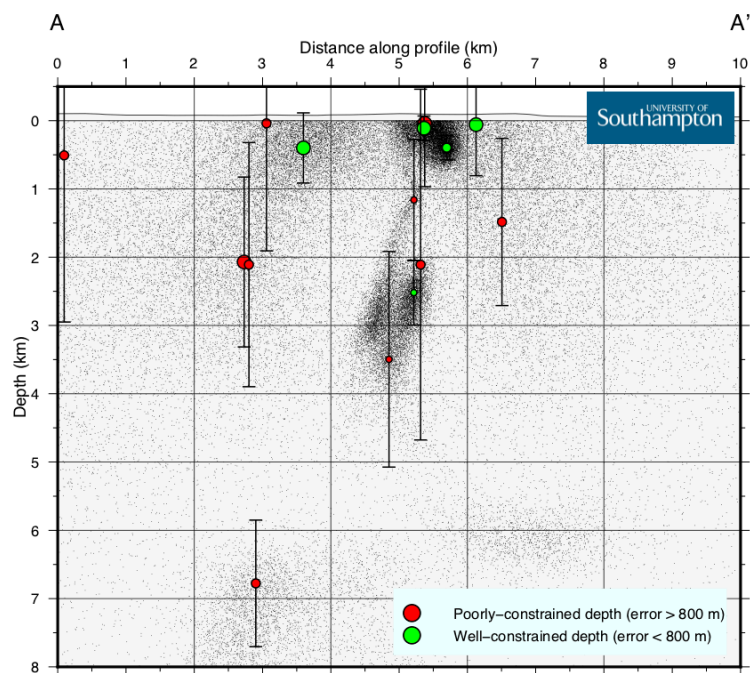 A A'
Distance along profile (km)
0 1 2 3 4 5 6 7 8 9 10
UNIVERSITY OF
Southampton
0
1
2
3
4
5
6
7
8
Depth (km)
Poorly−constrained depth (error > 800 m)
Well−constrained depth (error < 800 m)